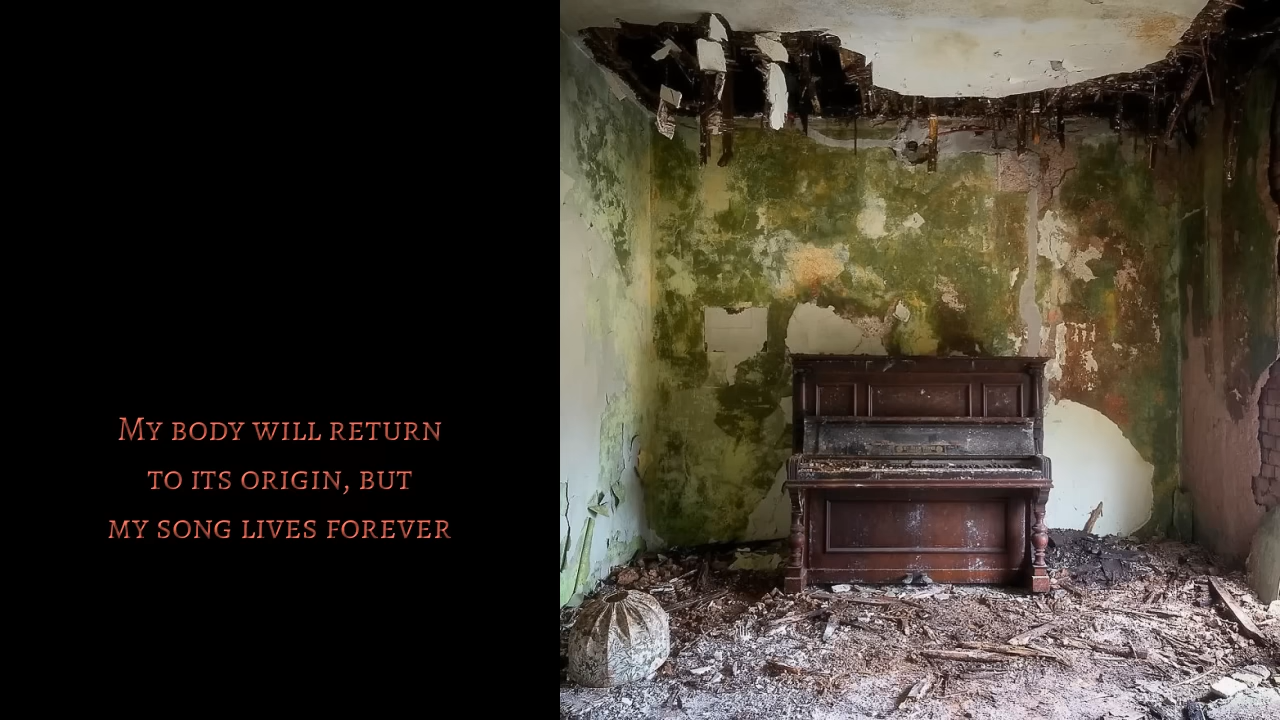 My body will return
to its origin, but
my song lives forever